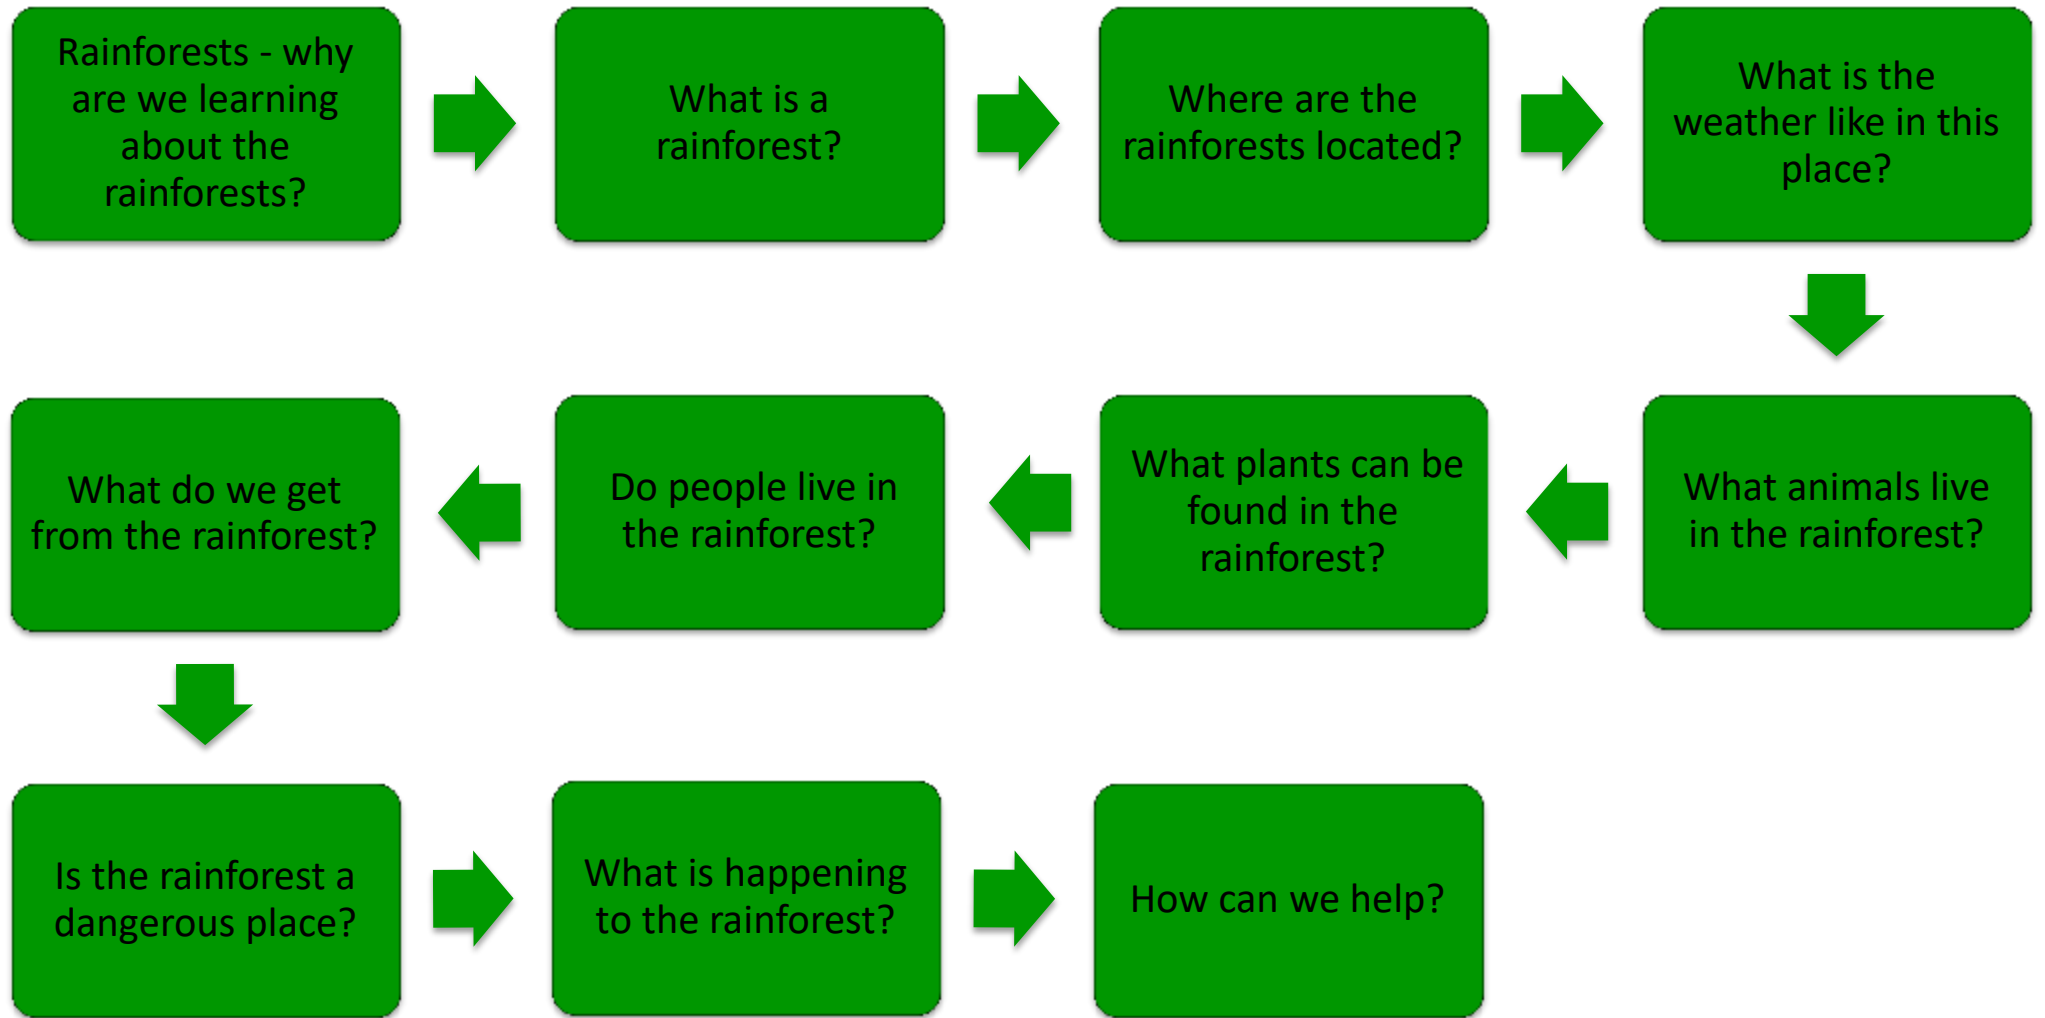 Rainforests - why
are we learning
about the
rainforests?
What is a
rainforest?
Where are the
rainforests located?
What is the
weather like in this
place?
What animals live
in the rainforest?
What plants can be
found in the
rainforest?
Do people live in
the rainforest?
What do we get
from the rainforest?
Is the rainforest a
dangerous place?
What is happening
to the rainforest?
How can we help?